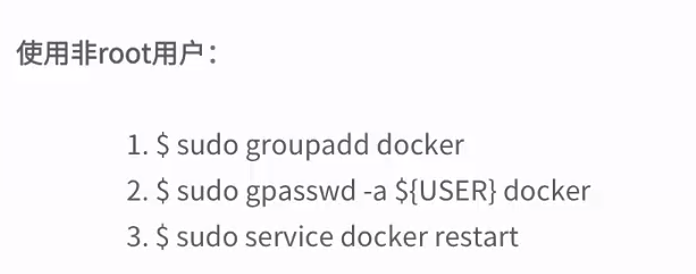 使用非root用户：
1. $ sudo groupadd docker
2. $ sudo gpasswd -a ${USER} docker
3. $ sudo service docker restart